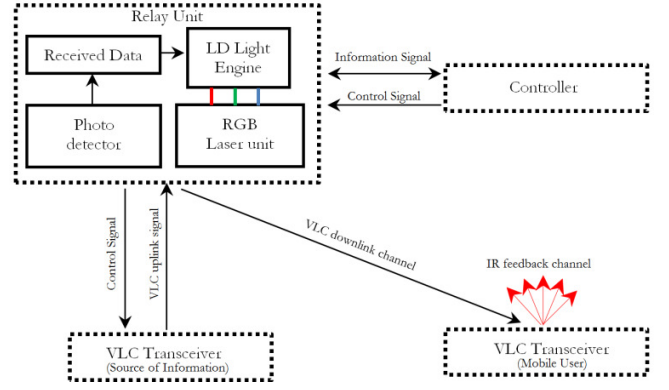 Relay Unit
Received Data
LD Light
Engine
Photo
detector
RGB
Laser unit
Information Signal
Control Signal
Controller
Control Signal
VLC uplink signal
VLC downlink channel
IR feedback channel
VLC Transceiver
(Source of Information)
VLC Transceiver
(Mobile User)